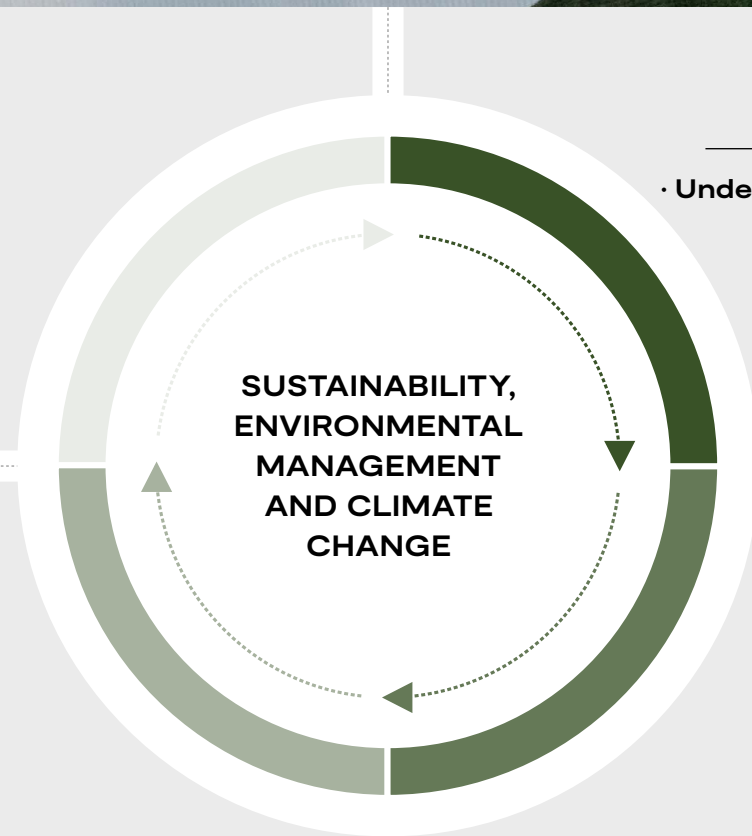 · Unde
SUSTAINABILITY,
ENVIRONMENTAL
MANAGEMENT
AND CLIMATE
CHANGE